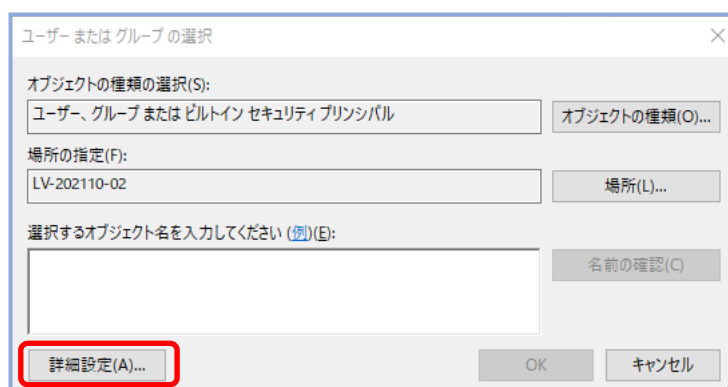 ユーザー または グループ の選択
オブジェクトの種類の選択(S):
ユーザー、グループ または ビルトイン セキュリティ プリンシパル
オブジェクトの種類(O)...
場所の指定(F):
LV-202110-02
場所(L)...
選択するオブジェクト名を入力してください (例)(E):
名前の確認(C)
詳細設定(A)...
OK
キャンセル